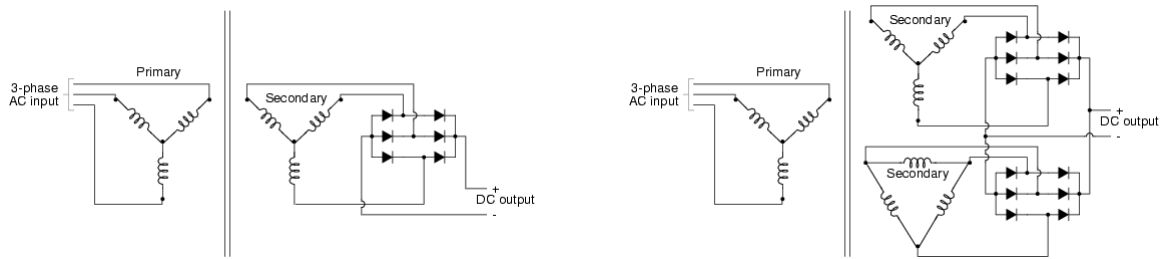 Primary
3-phase
AC input
Secondary
+
DC output
-
Primary
3-phase
AC input
Secondary
+
DC output
-
Secondary